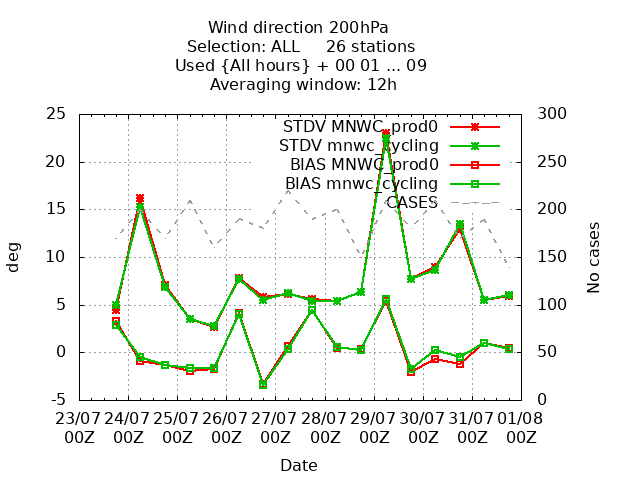 Wind direction 200hPa
Selection: ALL 26 stations
Used {All hours} + 00 01 ... 09
Averaging window: 12h
25
20
15
10
5
0
-5
deg
300
250
200
150
100
50
0
No cases
STDV MNWC_prod0
STDV mnwc_cycling
BIAS MNWC_prod0
BIAS mnwc_cycling
CASES
23/07 24/07 25/07 26/07 27/07 28/07 29/07 30/07 31/07 01/08
00Z 00Z 00Z 00Z 00Z 00Z 00Z 00Z 00Z 00Z
Date